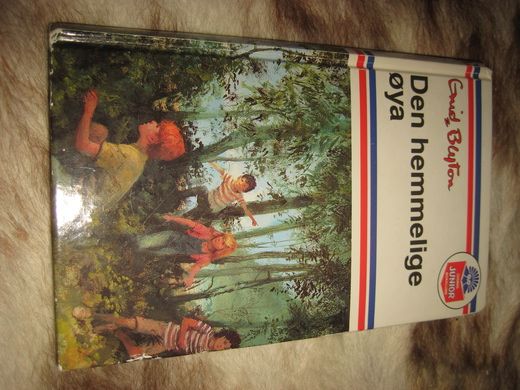 Enid Blyton
Den hemmelige
øya
JUNIOR